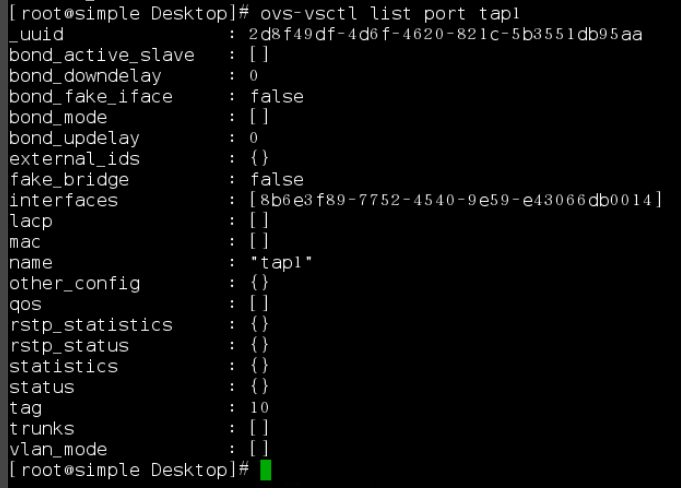 [root@simple Desktop]# ovs-vsctl list port tap1
_uuid : 2d8f49df-4d6f-4620-821c-5b3551db95aa
bond_active_slave : []
bond_downdelay : 0
bond_fake_iface : false
bond_mode : []
bond_updelay : 0
external_ids : {}
fake_bridge : false
interfaces : [8b6e3f89-7752-4540-9e59-e43066db0014]
lacp : []
mac : []
name : "tap1"
other_config : {}
qos : []
rstp_statistics : {}
rstp_status : {}
statistics : {}
status : {}
tag : 10
trunks : []
vlan_mode : []
[root@simple Desktop]#